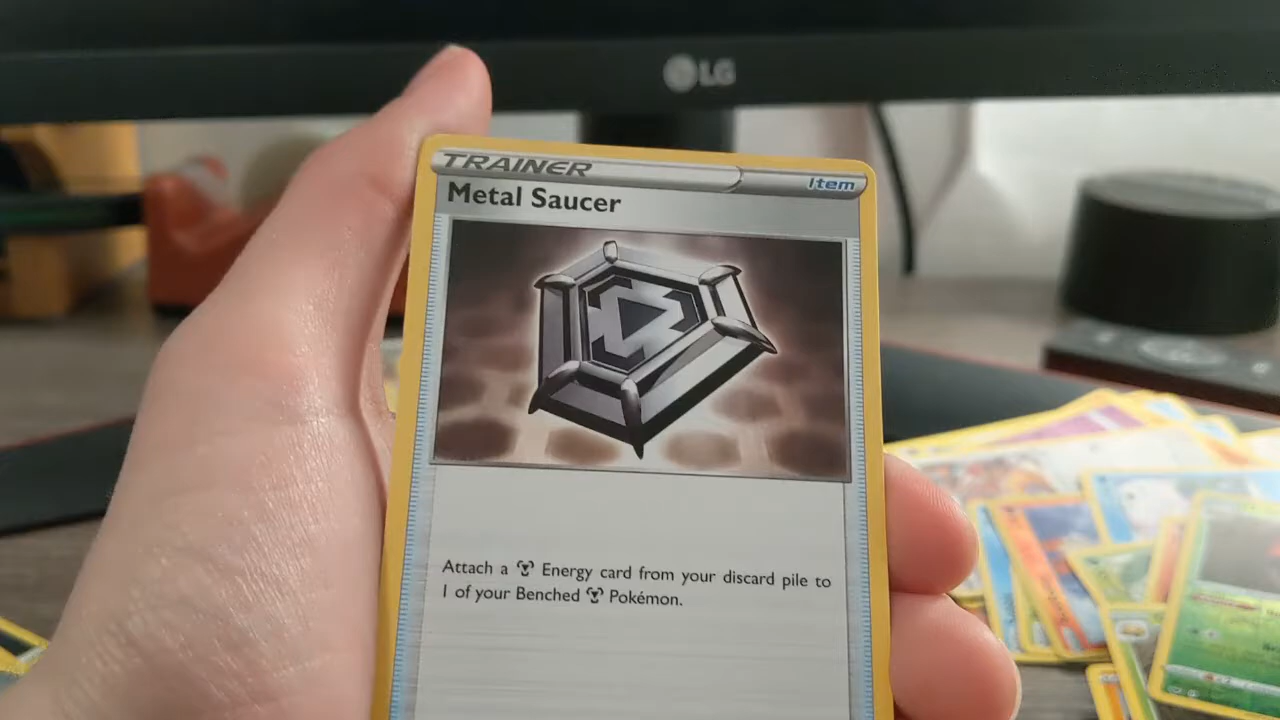 LG
TRAINER
Item
Metal Saucer
Attach a Energy card from your discard pile to
1 of your Benched Pokémon.